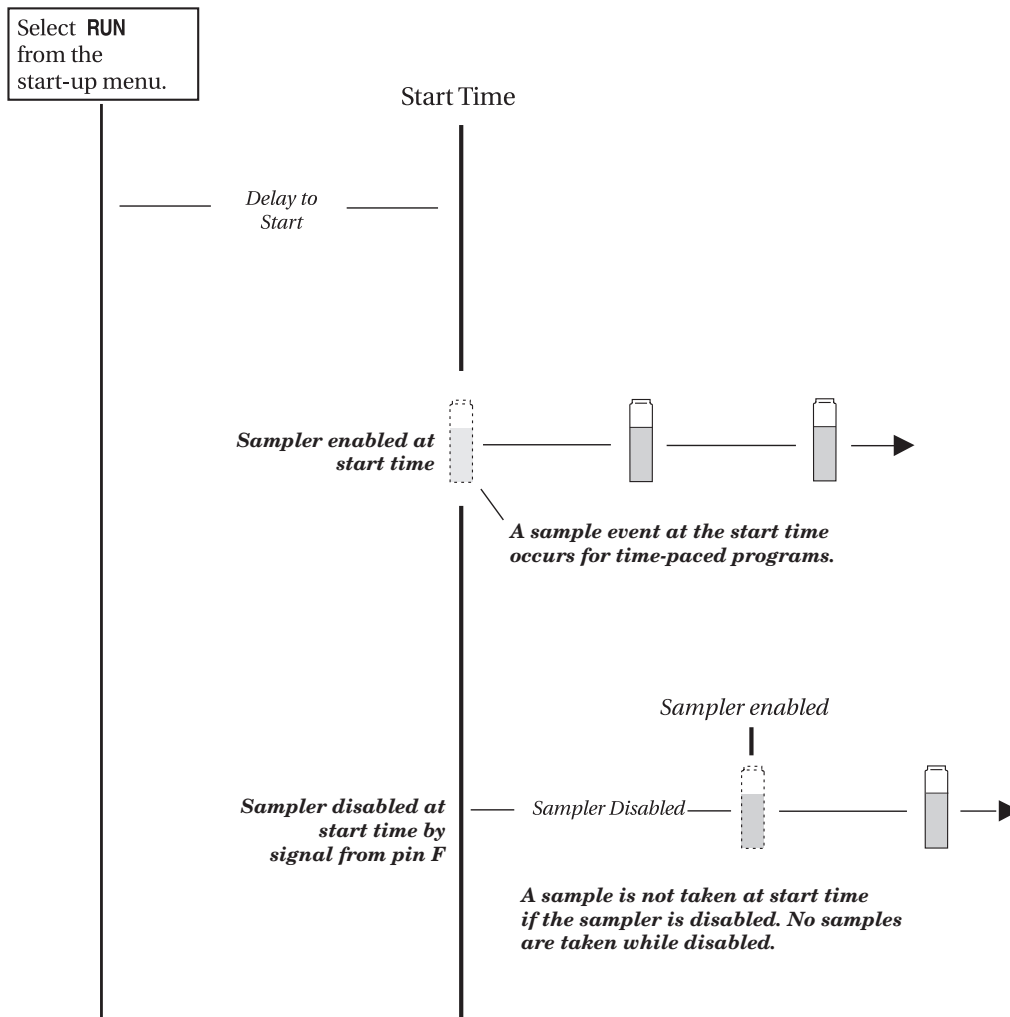 Select RUN
from the
start-up menu.
Start Time
Delay to
Start
Sampler enabled at
start time
A sample event at the start time
occurs for time-paced programs.
Sampler enabled
Sampler disabled at
start time by
signal from pin F
Sampler Disabled
A sample is not taken at start time
if the sampler is disabled. No samples
are taken while disabled.